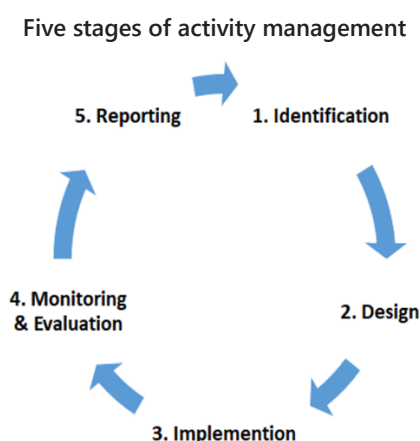 Five stages of activity management
5. Reporting
1. Identification
4. Monitoring
& Evaluation
2. Design
3. Implemention